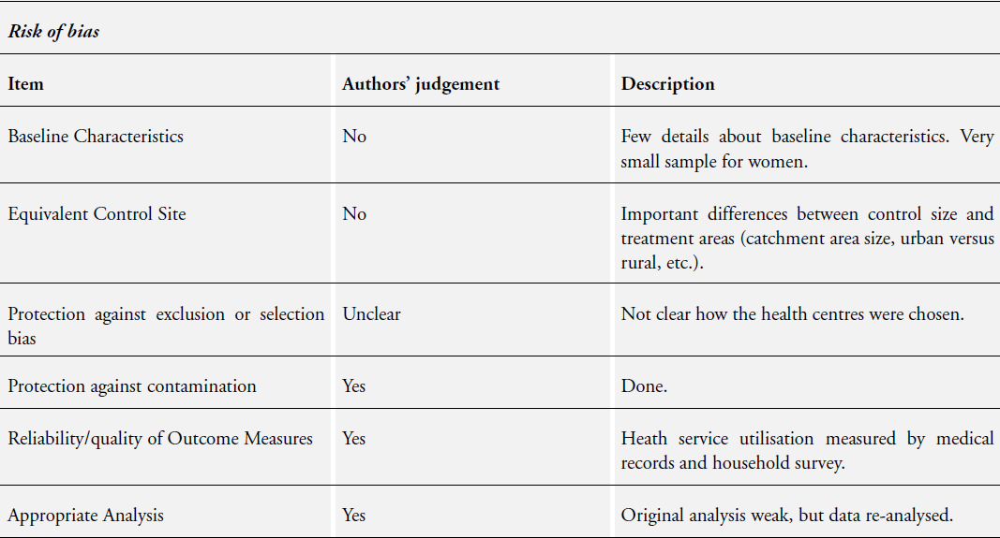 Risk of bias
Item Authors’ judgement Description
Baseline Characteristics No Few details about baseline characteristics. Very
small sample for women.
Equivalent Control Site No Important differences between control size and
treatment areas (catchment area size, urban versus
rural, etc.).
Protection against exclusion or selection Unclear Not clear how the health centres were chosen.
bias
Protection against contamination Yes Done.
Reliability/quality of Outcome Measures Yes Heath service utilisation measured by medical
records and household survey.
Appropriate Analysis Yes Original analysis weak, but data re-analysed.